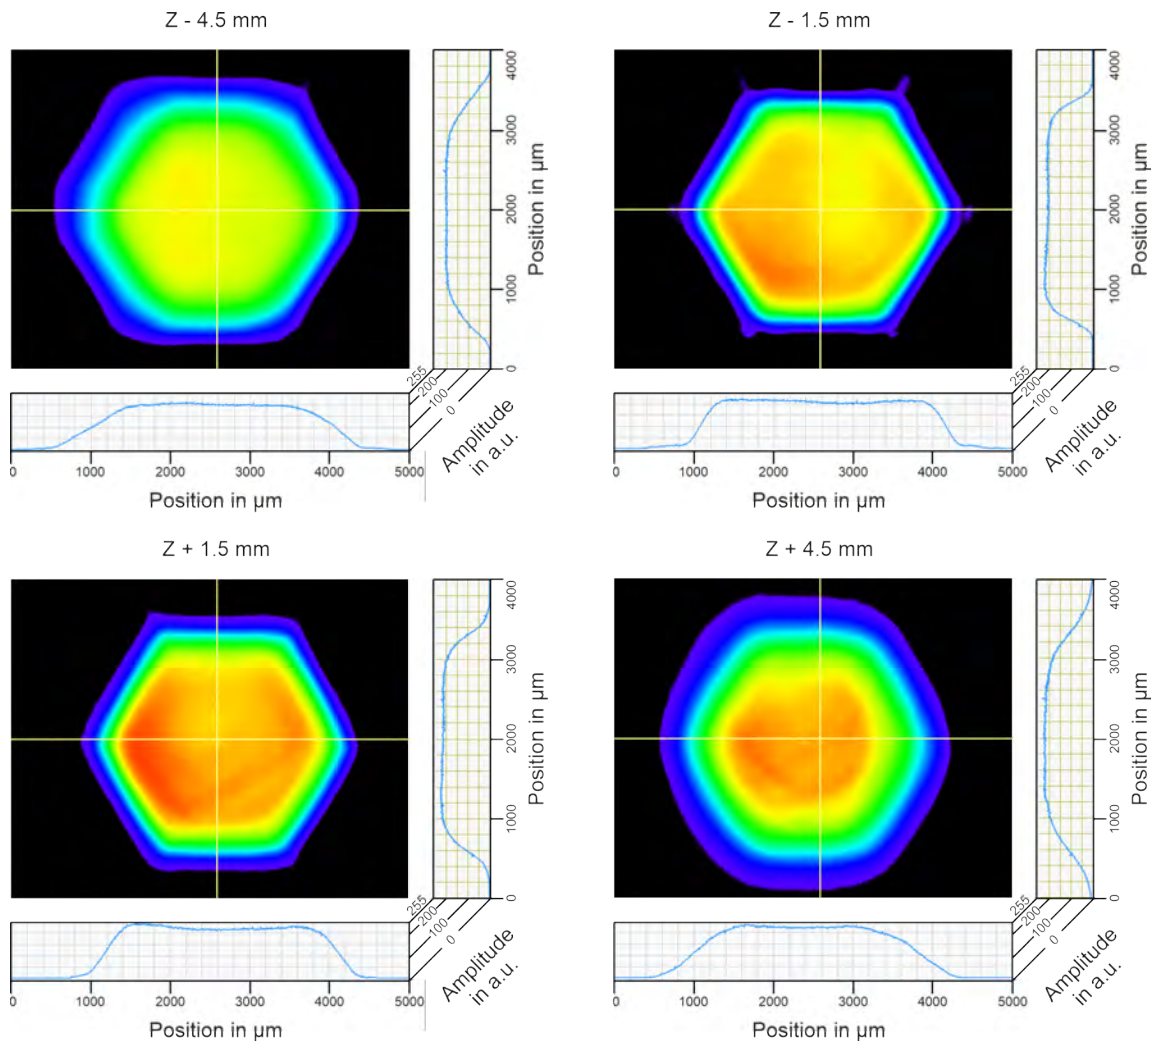 Z - 4.5 mm
4000
3000
2000
1000
0
Position in µm
255
200
100
0
Amplitude
in a.u.
0 1000 2000 3000 4000 5000
Position in µm
Z - 1.5 mm
4000
3000
2000
1000
0
Position in µm
255
200
100
0
Amplitude
in a.u.
0 1000 2000 3000 4000 5000
Position in µm
Z + 1.5 mm
4000
3000
2000
1000
0
Position in µm
255
200
100
0
Amplitude
in a.u.
0 1000 2000 3000 4000 5000
Position in µm
Z + 4.5 mm
4000
3000
2000
1000
0
Position in µm
255
200
100
0
Amplitude
in a.u.
0 1000 2000 3000 4000 5000
Position in µm